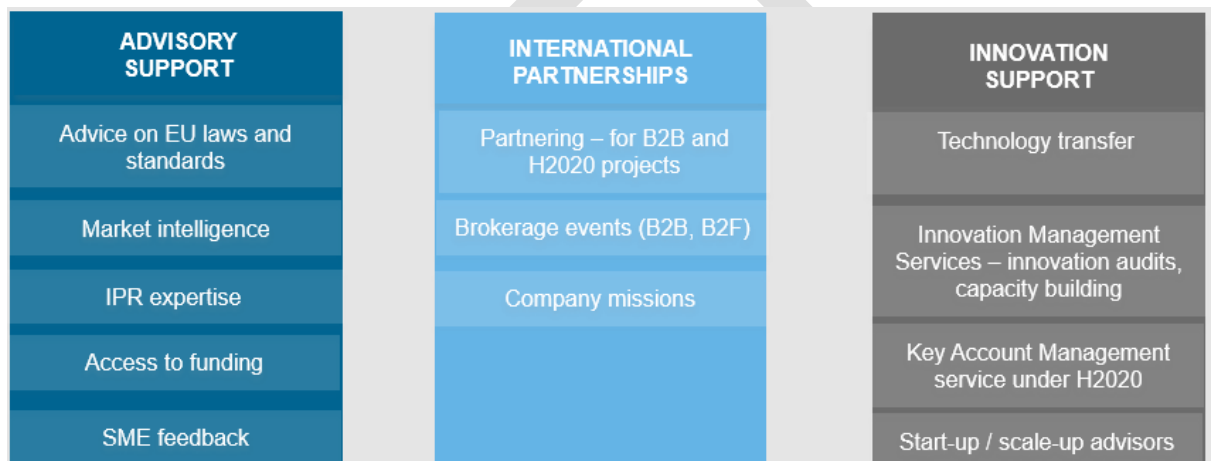 ADVISORY
SUPPORT
Advice on EU laws and
standards
Market intelligence
IPR expertise
Access to funding
SME feedback
INTERNATIONAL
PARTNERSHIPS
Partnering – for B2B and
H2020 projects
Brokerage events (B2B, B2F)
Company missions
INNOVATION
SUPPORT
Technology transfer
Innovation Management
Services – innovation audits,
capacity building
Key Account Management
service under H2020
Start-up / scale-up advisors